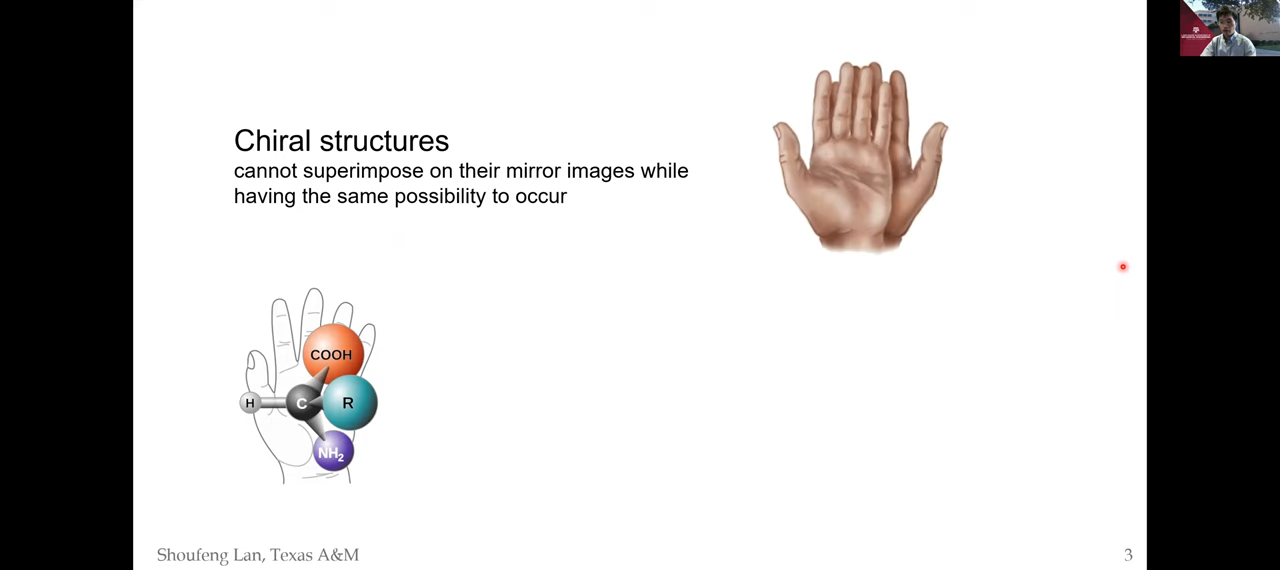 Chiral structures
cannot superimpose on their mirror images while
having the same possibility to occur
COOH
H
C
R
NH₂
Shoufeng Lan, Texas A&M
3